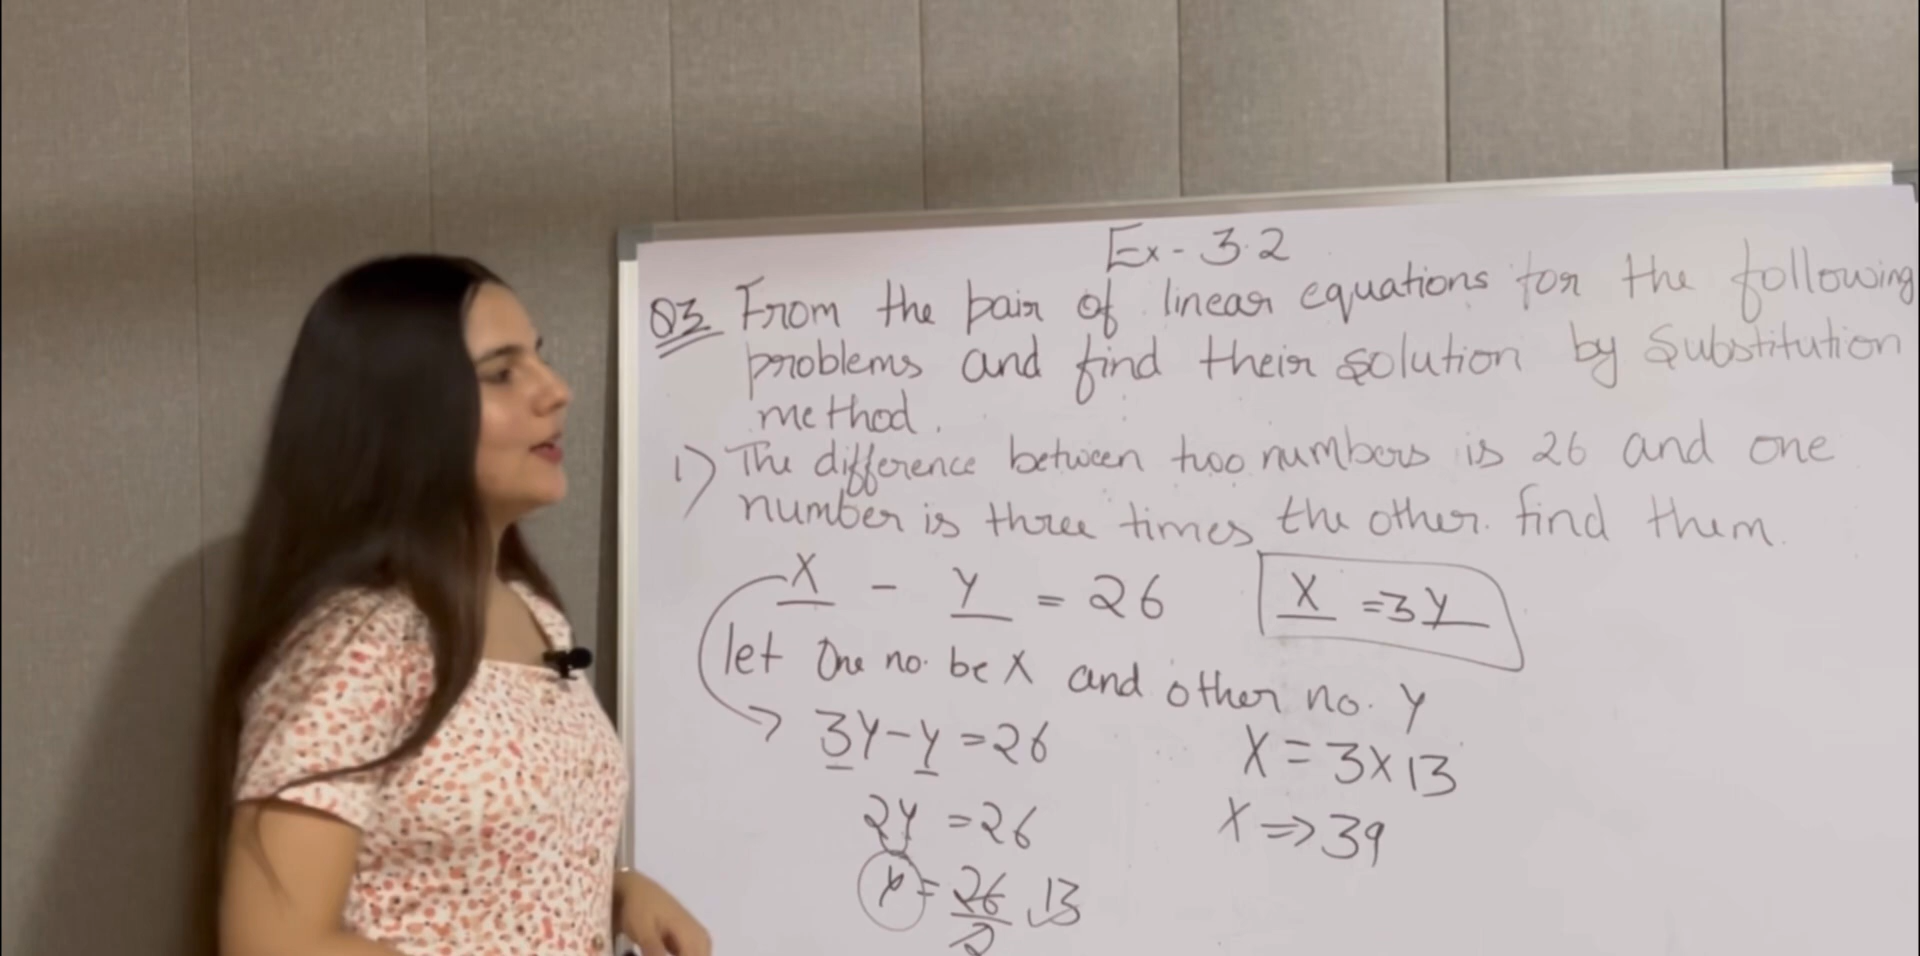 Ex - 3.2
Q3 From the pair of linear equations for the following
problems and find their solution by substitution
method.
1) The difference between two numbers is 26 and one
number is three times the other. find them.
X - Y = 26 X = 3Y
let One no. be X and other no. Y
3Y - Y = 26
X = 3x13
2Y = 26
X => 39
Y = 26/2 13